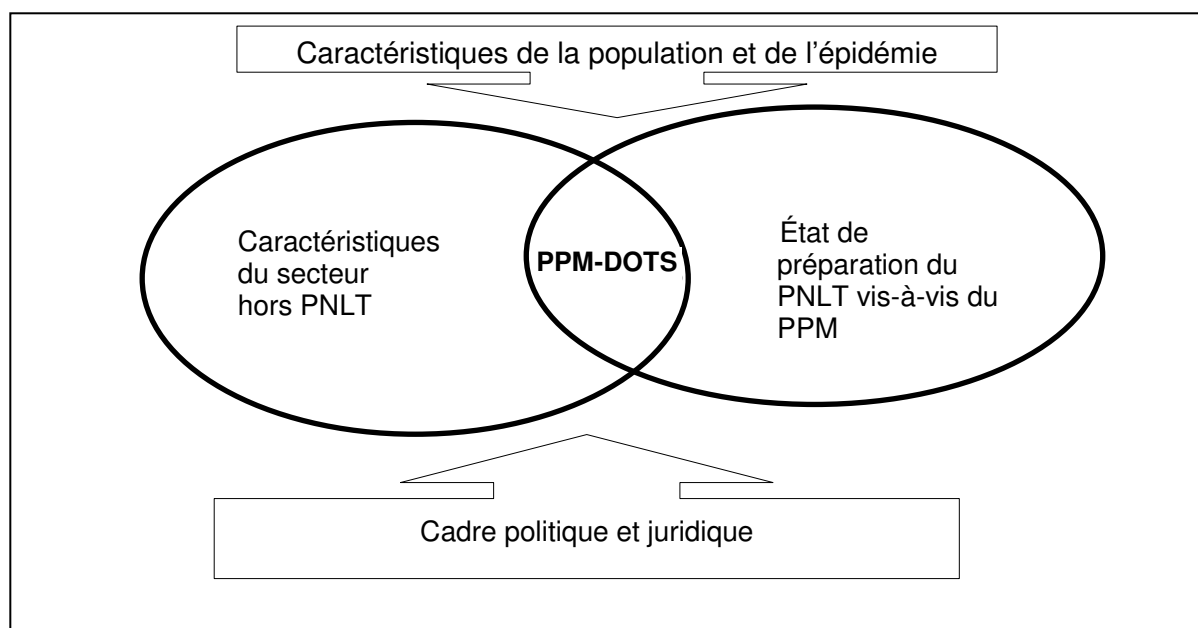 Caractéristiques de la population et de l'épidémie
Caractéristiques
du secteur
hors PNLT
PPM-DOTS
État de
préparation du
PNLT vis-à-vis du
PPM
Cadre politique et juridique